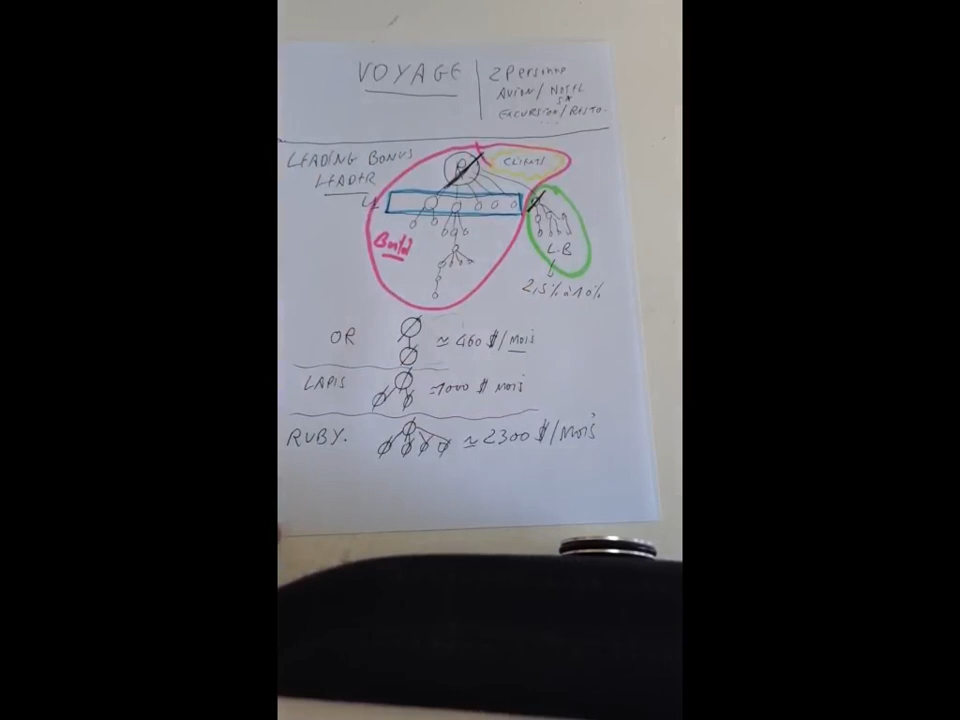 VOYAGE
2 Personne
AVION / HOTEL
5*
EXCURSION / RESTO
LEADING BONUS
LEADER
CLIENTS
L1
Build
L-B
2,5% à 10%
OR ≃ 460 $/Mois
LAPIS ≃ 1000 $ Mois
RUBY. ≃ 2300 $/Mois